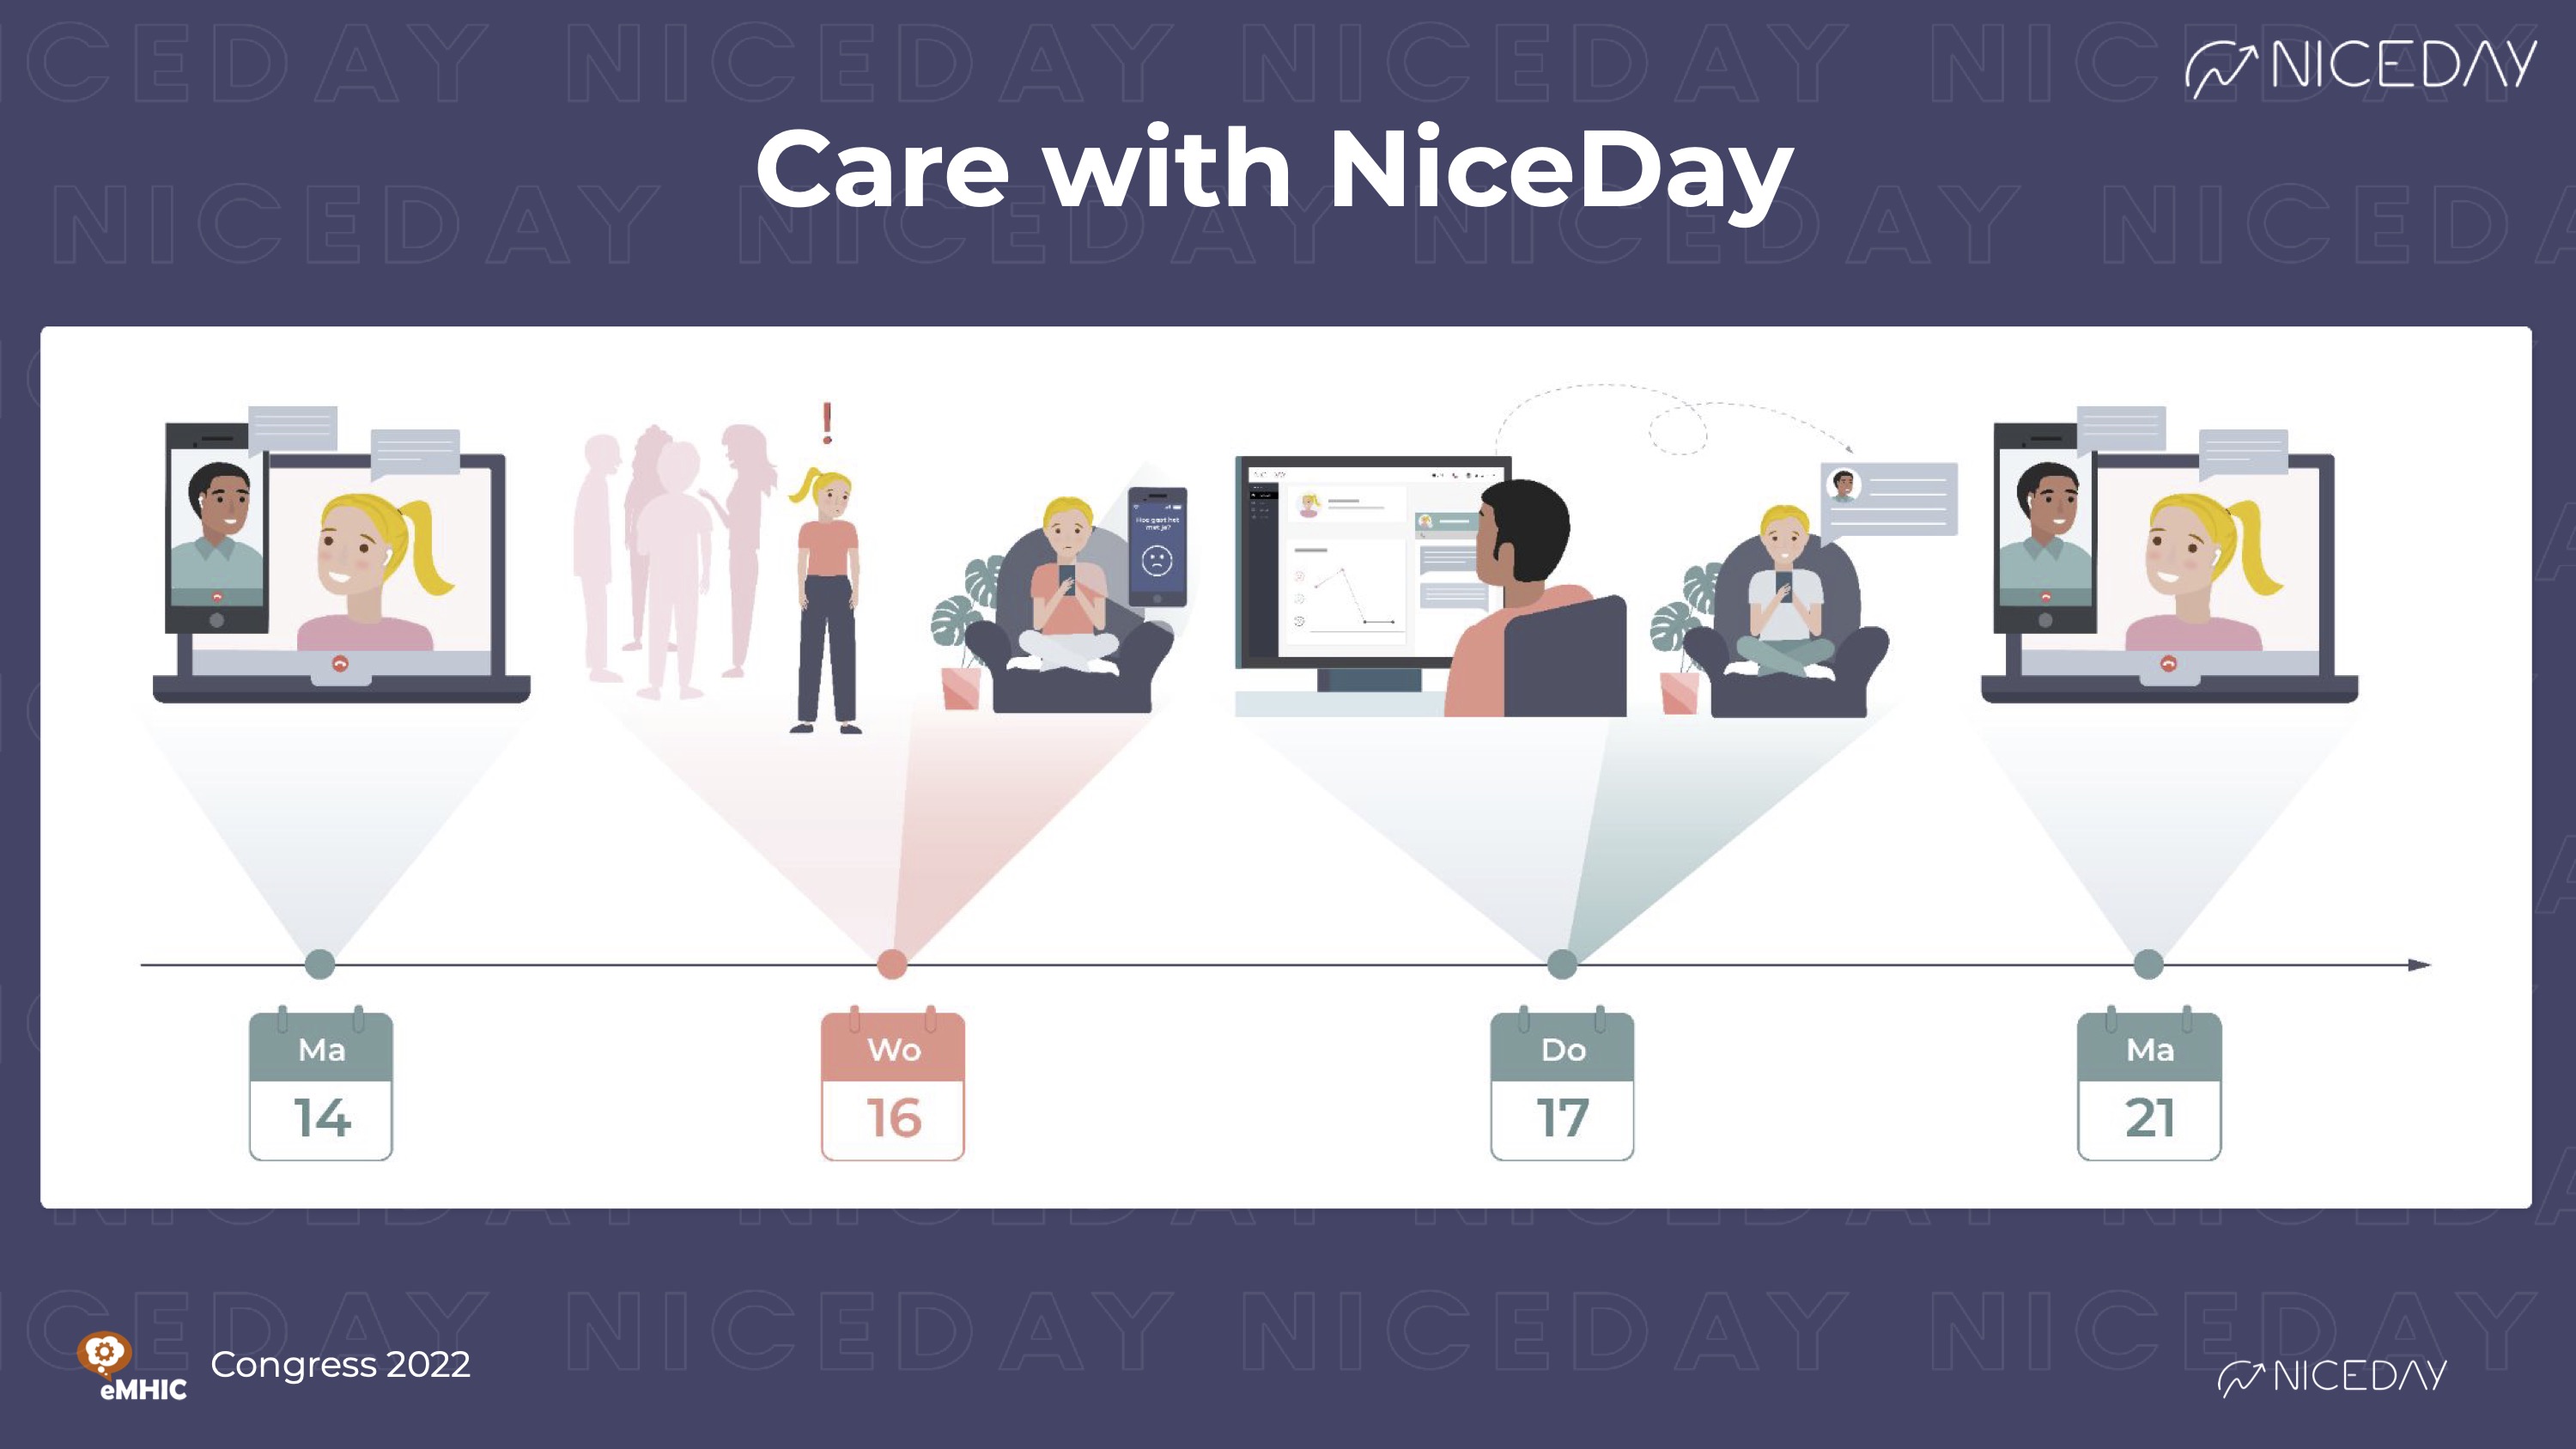 NICEDAY
Care with NiceDay
Hoe gaat het
met je?
Ma
14
Wo
16
Do
17
Ma
21
eMHIC
Congress 2022
NICEDAY